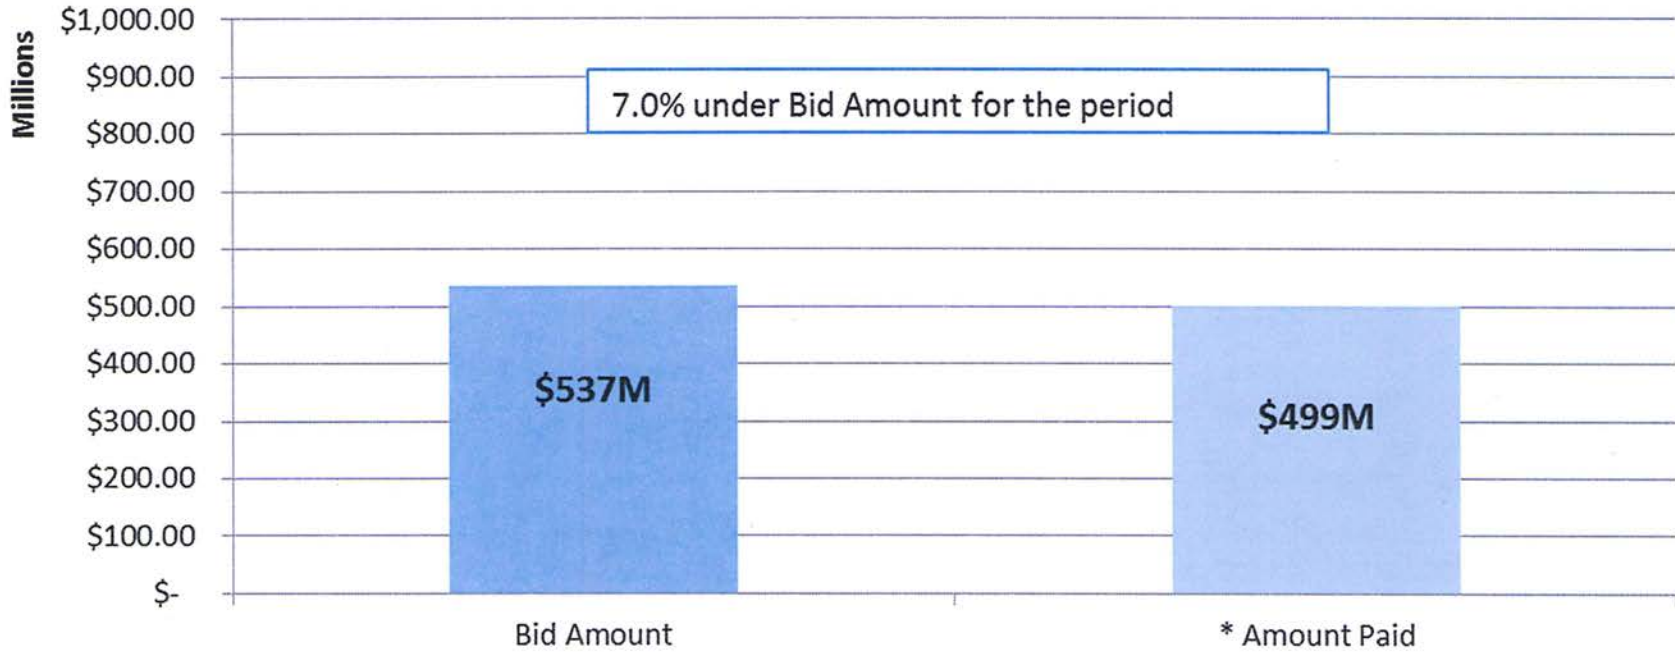 Millions
$1,000.00
$900.00
$800.00
$700.00
$600.00
$500.00
$400.00
$300.00
$200.00
$100.00
$-
7.0% under Bid Amount for the period
$537M
$499M
Bid Amount
* Amount Paid